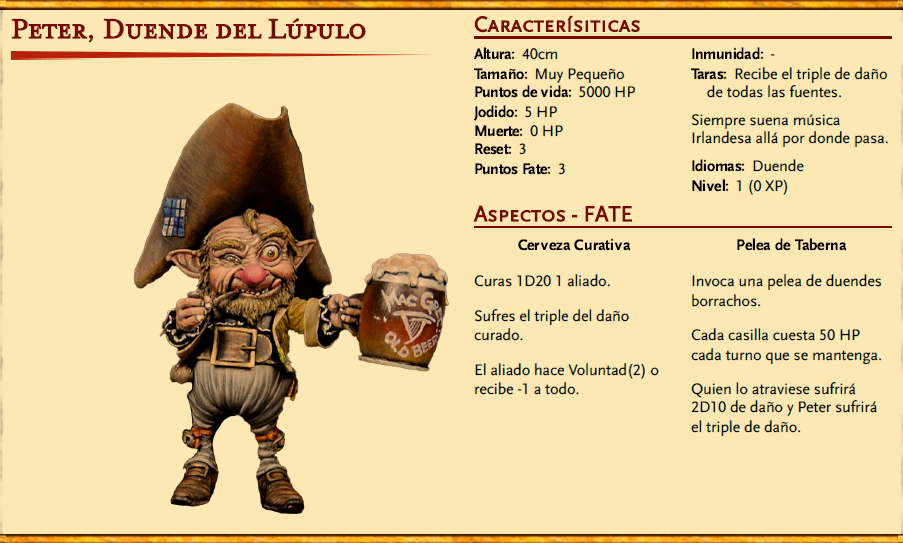 Peter, Duende del Lúpulo
Caracterísiticas
Altura: 40cm
Tamaño: Muy Pequeño
Puntos de vida: 5000 HP
Jodido: 5 HP
Muerte: 0 HP
Reset: 3
Puntos Fate: 3
Inmunidad: -
Taras: Recibe el triple de daño
de todas las fuentes.
Siempre suena música
Irlandesa allá por donde pasa.
Idiomas: Duende
Nivel: 1 (0 XP)
Aspectos - FATE
Cerveza Curativa
Curas 1D20 1 aliado.
Sufres el triple del daño
curado.
El aliado hace Voluntad(2) o
recibe -1 a todo.
Pelea de Taberna
Invoca una pelea de duendes
borrachos.
Cada casilla cuesta 50 HP
cada turno que se mantenga.
Quien lo atraviese sufrirá
2D10 de daño y Peter sufrirá
el triple de daño.
OLD BEER